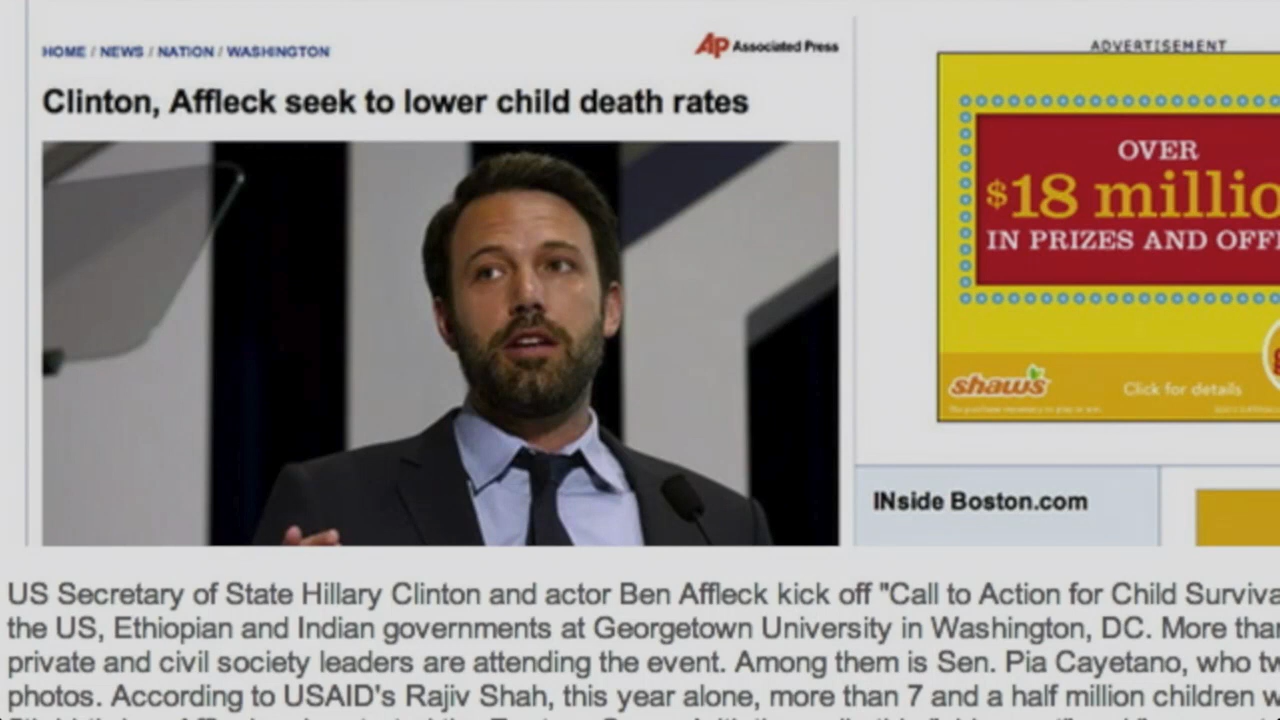 HOME / NEWS / NATION / WASHINGTON
AP Associated Press
Clinton, Affleck seek to lower child death rates
ADVERTISEMENT
OVER
$18 millio
IN PRIZES AND OFF
shaw's
Click for details
INside Boston.com
US Secretary of State Hillary Clinton and actor Ben Affleck kick off "Call to Action for Child Surviva
the US, Ethiopian and Indian governments at Georgetown University in Washington, DC. More than
private and civil society leaders are attending the event. Among them is Sen. Pia Cayetano, who tw
photos. According to USAID's Rajiv Shah, this year alone, more than 7 and a half million children w